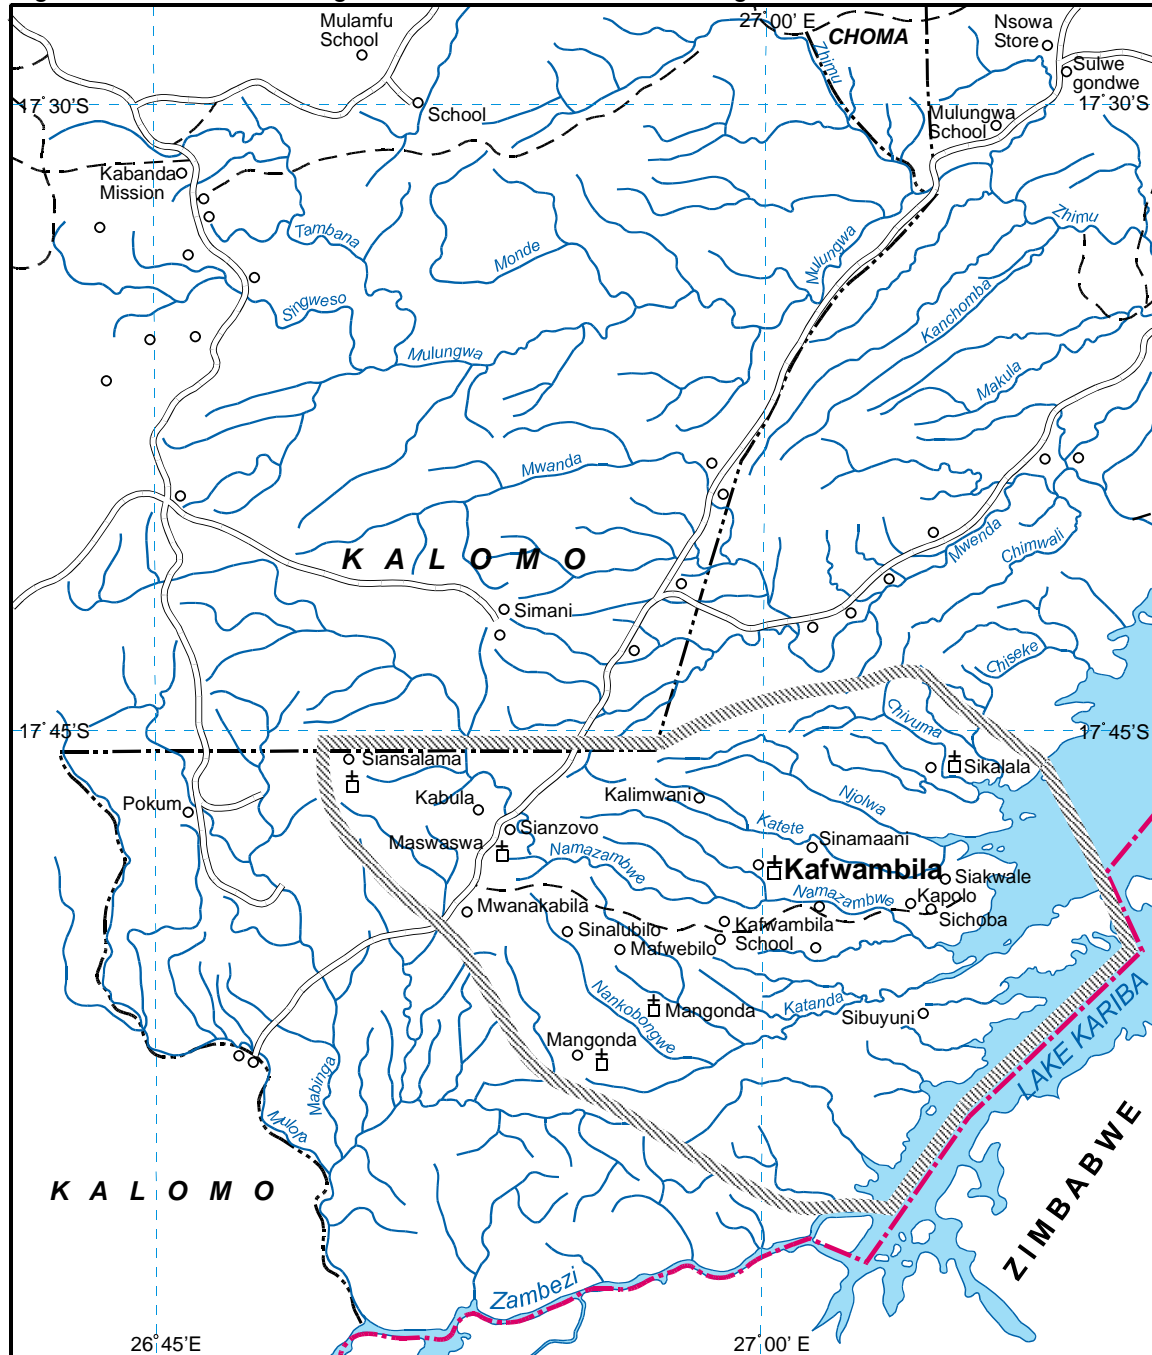 27°00' E
Mulamfu
School
CHOMA
Nsowa
Store
Zhimu
Sulwe
gondwe
17°30'S
17°30'S
School
Mulungwa
School
Kabanda
Mission
Zhimu
Tambana
Monde
Mulungwa
Singweso
Kanchomba
Mulungwa
Makula
Mwanda
Mwenda
Chimwali
K A L O M O
Simani
Chiseke
Chivuma
17°45'S
17°45'S
Siansalama
Sikalala
Pokum
Kabula
Kalimwani
Njolwa
Katete
Sianzovo
Maswaswa
Sinamaani
Namazambwe
Kafwambila
Siakwale
Namazambwe
Kapolo
Mwanakabila
Sichoba
Sinalubilo
Kafwambila
School
Mafwebilo
Nankobongwe
Katanda
Mangonda
Sibuyuni
Mangonda
Mabinga
LAKE KARIBA
Mulola
K A L O M O
ZIMBABWE
Zambezi
26°45'E
27°00' E